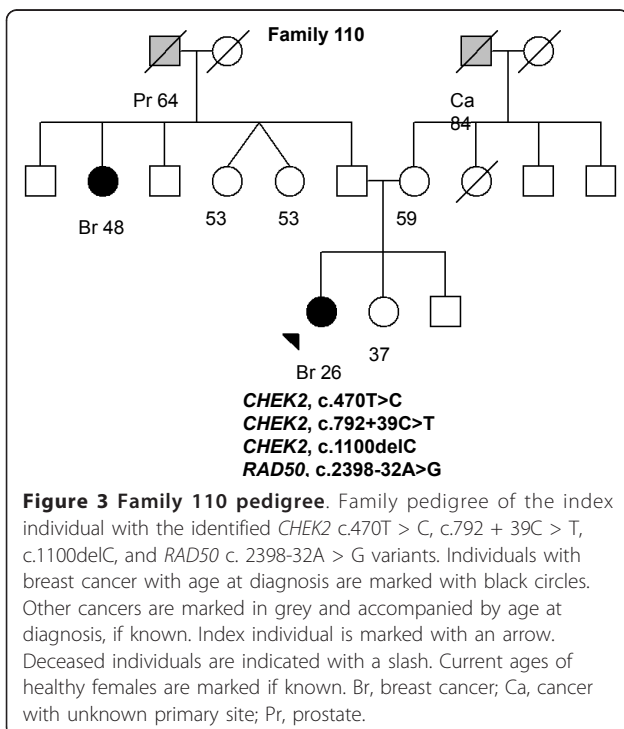 Family 110
Pr 64
Ca
84
Br 48
53
53
59
37
Br 26
CHEK2, c.470T>C
CHEK2, c.792+39C>T
CHEK2, c.1100delC
RAD50, c.2398-32A>G
Figure 3 Family 110 pedigree. Family pedigree of the index
individual with the identified CHEK2 c.470T > C, c.792 + 39C > T,
c.1100delC, and RAD50 c. 2398-32A > G variants. Individuals with
breast cancer with age at diagnosis are marked with black circles.
Other cancers are marked in grey and accompanied by age at
diagnosis, if known. Index individual is marked with an arrow.
Deceased individuals are indicated with a slash. Current ages of
healthy females are marked if known. Br, breast cancer; Ca, cancer
with unknown primary site; Pr, prostate.